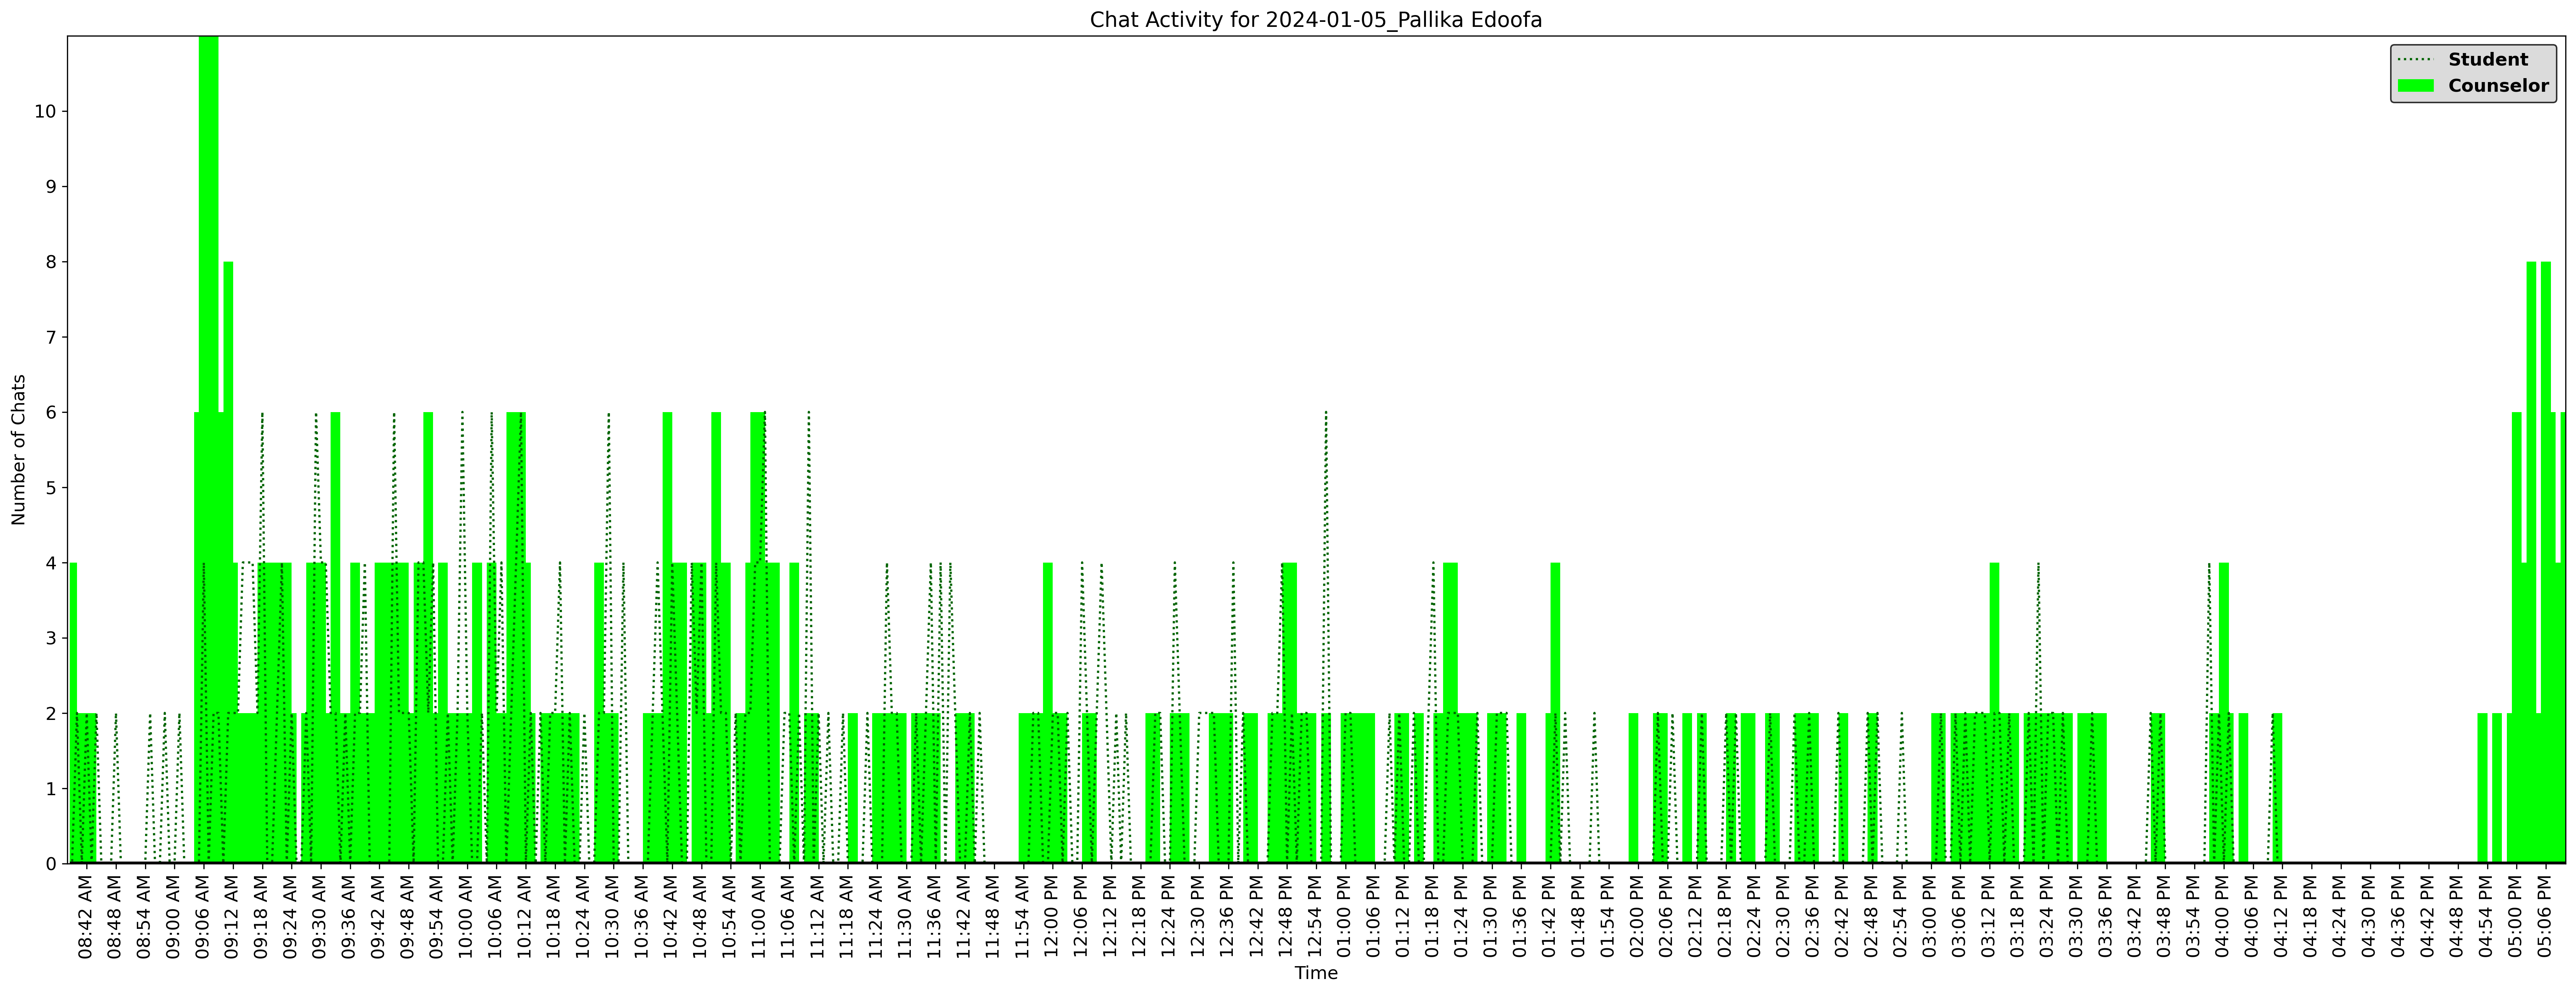 Chat Activity for 2024-01-05_Pallika Edoofa
Student
Counselor
Number of Chats
10
9
8
7
6
5
4
3
2
1
0
08:42 AM
08:48 AM
08:54 AM
09:00 AM
09:06 AM
09:12 AM
09:18 AM
09:24 AM
09:30 AM
09:36 AM
09:42 AM
09:48 AM
09:54 AM
10:00 AM
10:06 AM
10:12 AM
10:18 AM
10:24 AM
10:30 AM
10:36 AM
10:42 AM
10:48 AM
10:54 AM
11:00 AM
11:06 AM
11:12 AM
11:18 AM
11:24 AM
11:30 AM
11:36 AM
11:42 AM
11:48 AM
11:54 AM
12:00 PM
12:06 PM
12:12 PM
12:18 PM
12:24 PM
12:30 PM
12:36 PM
12:42 PM
12:48 PM
12:54 PM
01:00 PM
01:06 PM
01:12 PM
01:18 PM
01:24 PM
01:30 PM
01:36 PM
01:42 PM
01:48 PM
01:54 PM
02:00 PM
02:06 PM
02:12 PM
02:18 PM
02:24 PM
02:30 PM
02:36 PM
02:42 PM
02:48 PM
02:54 PM
03:00 PM
03:06 PM
03:12 PM
03:18 PM
03:24 PM
03:30 PM
03:36 PM
03:42 PM
03:48 PM
03:54 PM
04:00 PM
04:06 PM
04:12 PM
04:18 PM
04:24 PM
04:30 PM
04:36 PM
04:42 PM
04:48 PM
04:54 PM
05:00 PM
05:06 PM
Time